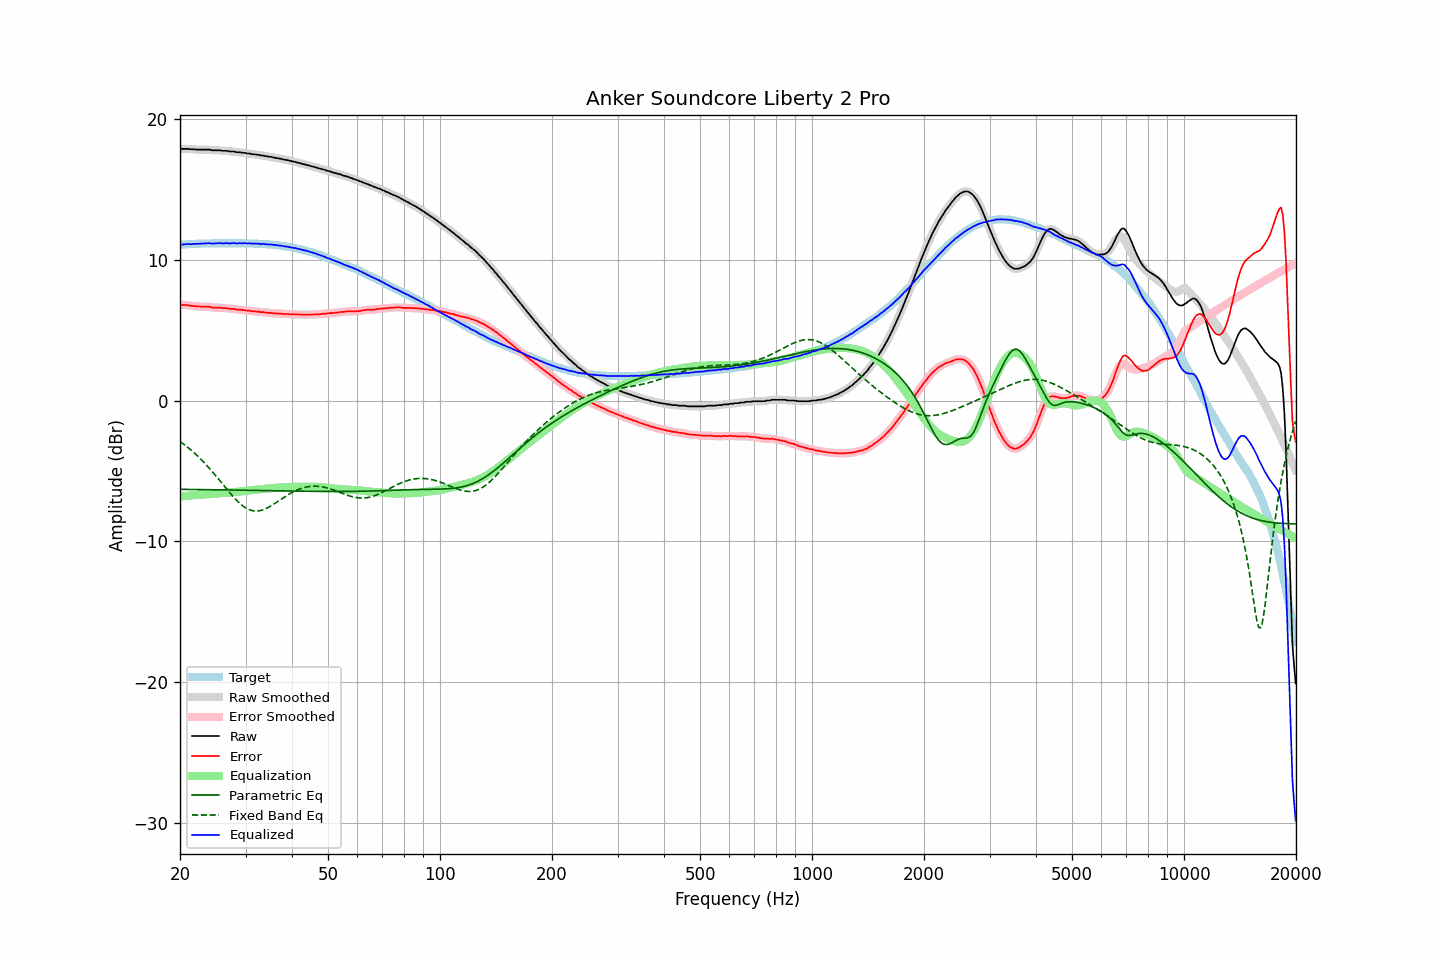 Anker Soundcore Liberty 2 Pro
20
10
0
−10
−20
−30
Amplitude (dBr)
Target
Raw Smoothed
Error Smoothed
Raw
Error
Equalization
Parametric Eq
Fixed Band Eq
Equalized
20 50 100 200 500 1000 2000 5000 10000 20000
Frequency (Hz)